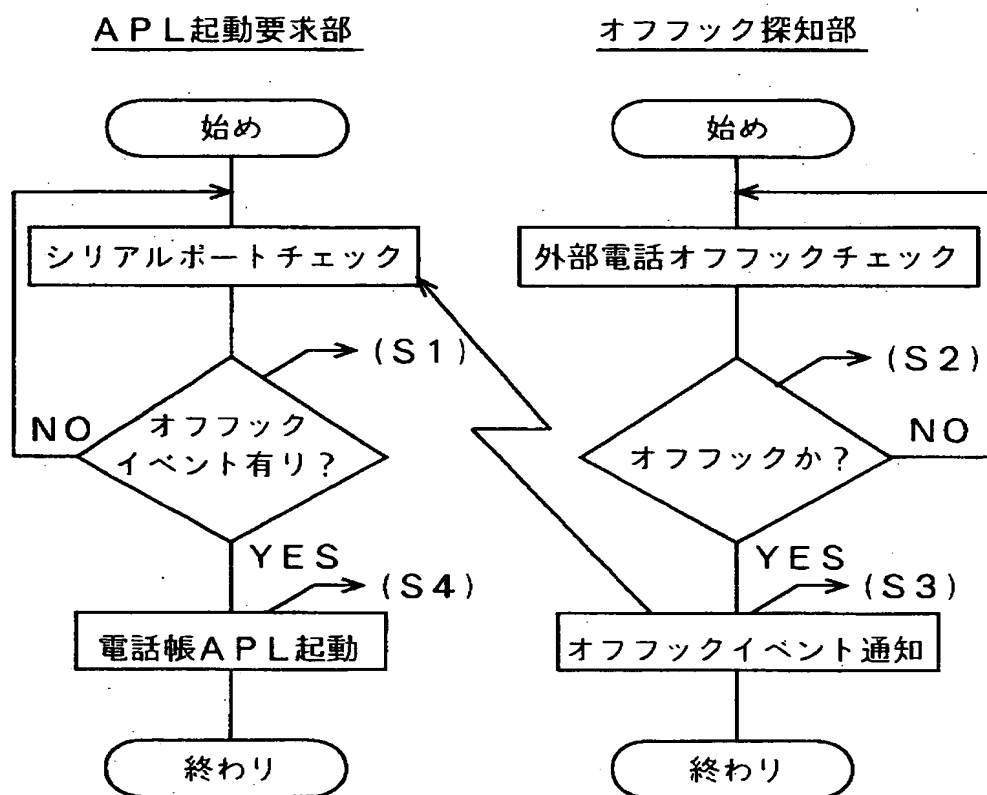 APL起動要求部
始め
シリアルポートチェック
(S1)
オフフック
イベント有り?
NO
YES
(S4)
電話帳APL起動
終わり
オフフック探知部
始め
外部電話オフフックチェック
(S2)
オフフックか?
NO
YES
(S3)
オフフックイベント通知
終わり